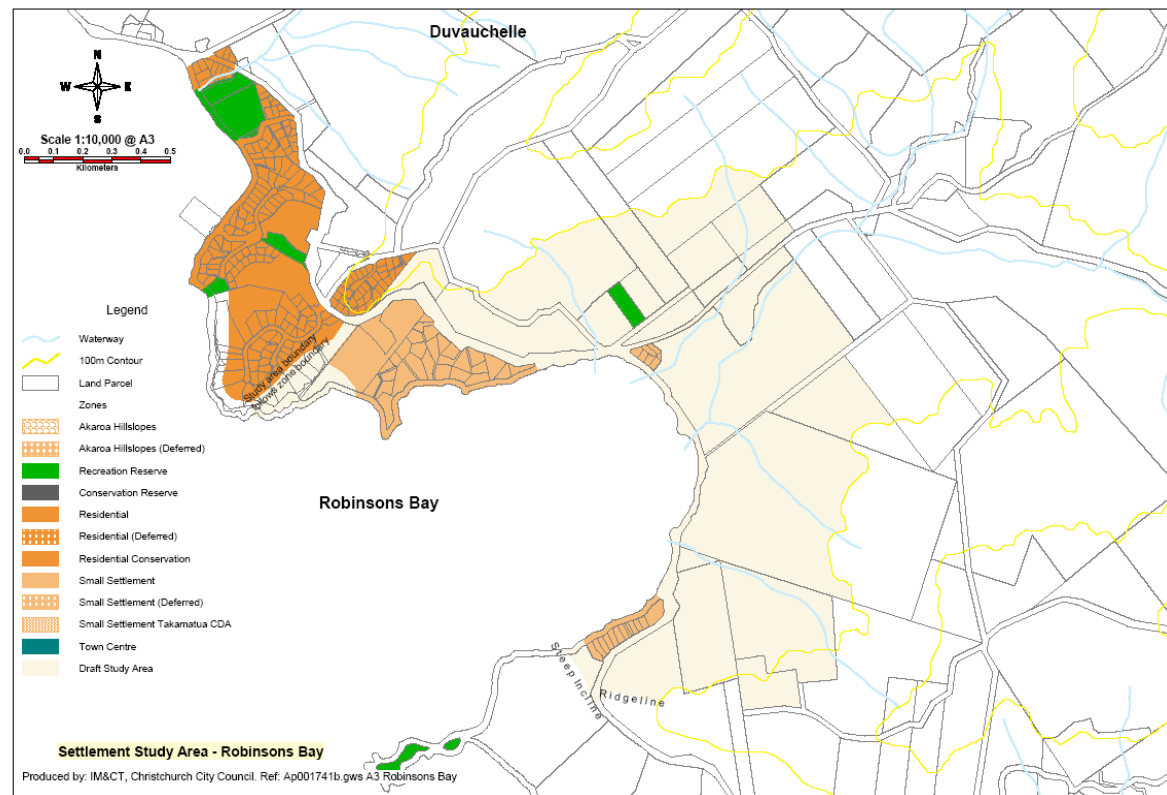 Duvauchelle
N
W E
S
Scale 1:10,000 @ A3
0.0 0.1 0.2 0.3 0.4 0.5
Kilometers
Study area boundary
follows zone boundary
Robinsons Bay
Legend
Waterway
100m Contour
Land Parcel
Zones
Akaroa Hillslopes
Akaroa Hillslopes (Deferred)
Recreation Reserve
Conservation Reserve
Residential
Residential (Deferred)
Residential Conservation
Small Settlement
Small Settlement (Deferred)
Small Settlement Takamatua CDA
Town Centre
Draft Study Area
Steep Incline
Ridgeline
Settlement Study Area - Robinsons Bay
Produced by: IM&CT, Christchurch City Council. Ref: Ap001741b.gws A3 Robinsons Bay